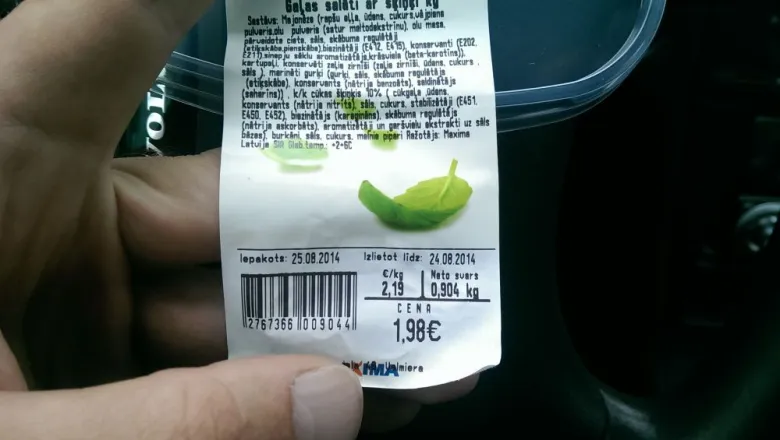 Gaļas salāti ar šķiņķi kg
Sastāvs: Majonēze (rapšu eļļa, ūdens, cukurs,vājpiena
pulveris,olu pulveris (satur maltodekstrīnu), olu masa,
pārveidota ciete, sāls, skābuma regulētāji
(etiķskābe,pienskābe),biezinātāji (E412, E415), konservanti (E202,
E211),sinepju sēklu aromatizētājs,krāsviela (beta-karotīns)),
kartupeļi, konservēti zaļie zirnīši (zaļie zirnīši, ūdens, cukurs ,
sāls ), marinēti gurķi (gurķi, sāls, skābuma regulētājs
(etiķskābe), konservants (nātrija benzoāts), saldinātājs
(saharīns)) , k/k cūkas šķiņķis 10% ( cūkgaļa, ūdens,
konservants (nātrija nitrīts), sāls, cukurs, stabilizētāji (E451,
E450, E452), biezinātājs (karagināns), skābuma regulētājs
(nātrija askorbāts), aromatizētāji un garšvielu ekstrakti uz sāls
bāzes), burkāni, sāls, cukurs, malnie pipari Ražotājs: Maxima
Latvija SIA Glab.temp.: +2+6C
Iepakots: 25.08.2014 Izlietot līdz: 24.08.2014
€/kg Neto svars
2,19 0,904 kg
CENA
2767366 009044
1,98€
XIMA Valmiera
VOL